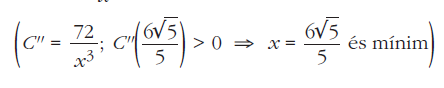 (C'' = 72/x³; C''(6√5/5) > 0 ⇒ x = 6√5/5 és mínim)